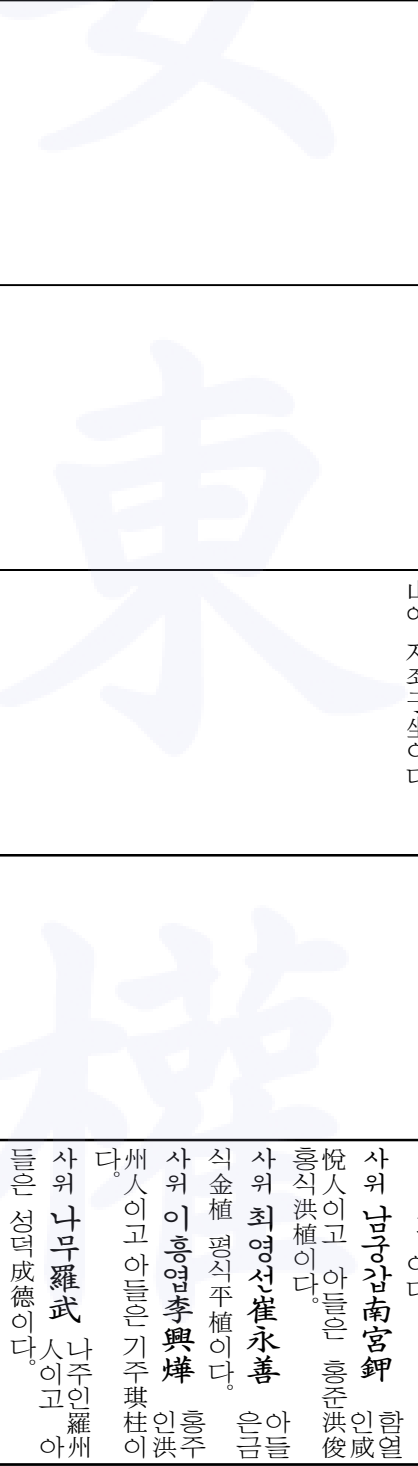 사위 남궁갑南宮鉀 함열인咸
悅人이고 아들은 홍준洪俊
홍식洪植이다.
사위 최영선崔永善 아들은금
식金植 평식平植이다.
사위 이흥엽李興燁 홍주인洪
州人이고 아들은 기주琪柱이
다.
사위 나무羅武 나주인羅州人이고 아
들은 성덕成德이다.
東
權